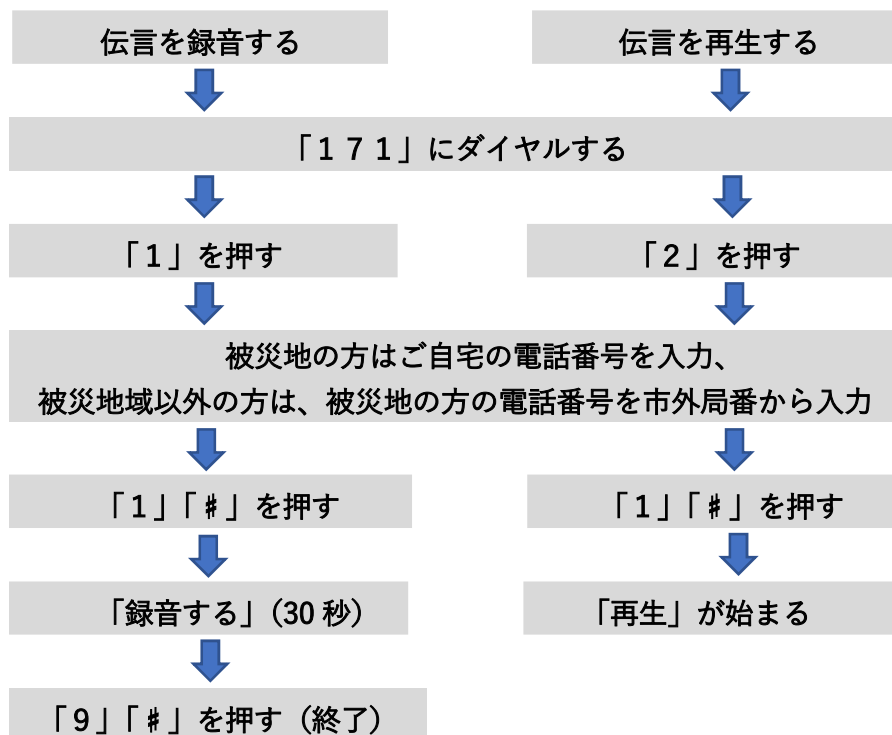 伝言を録音する
伝言を再生する
「１７１」にダイヤルする
「１」を押す
「２」を押す
被災地の方はご自宅の電話番号を入力、
被災地域以外の方は、被災地の方の電話番号を市外局番から入力
「１」「♯」を押す
「１」「♯」を押す
「録音する」（30 秒）
「再生」が始まる
「９」「♯」を押す（終了）